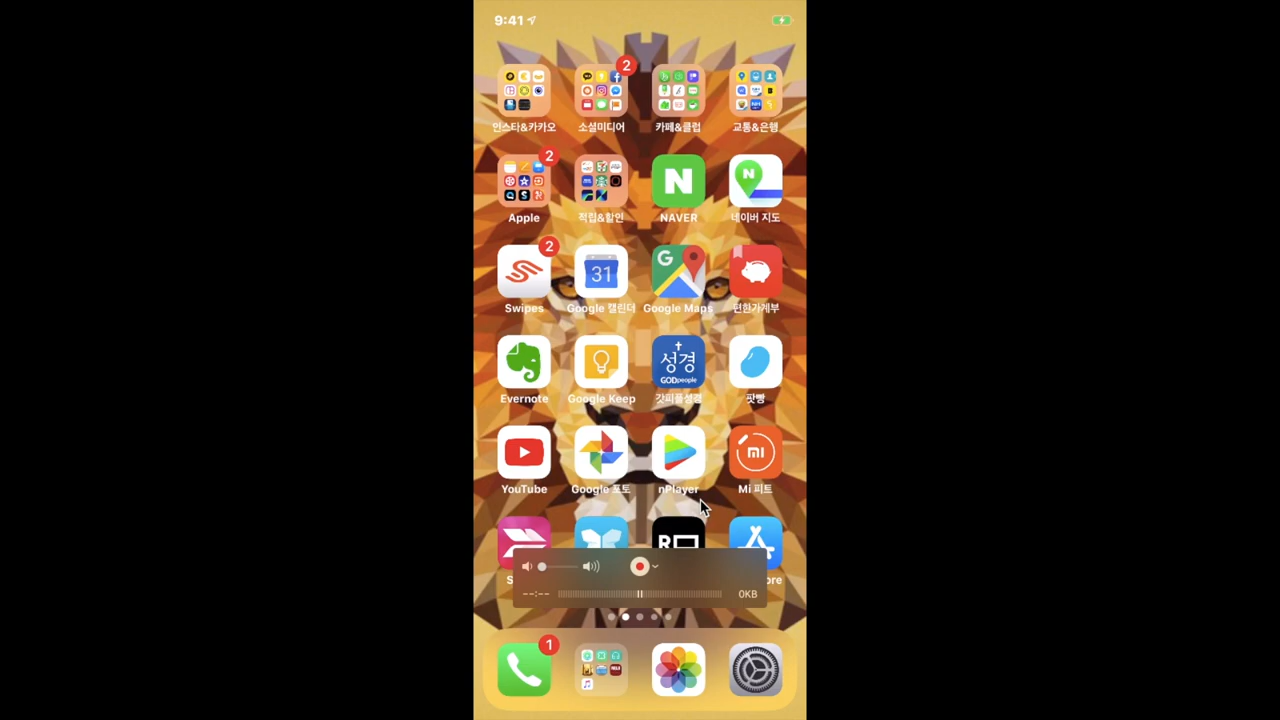 9:41
2
인스타&카카오 소셜미디어 카페&클럽 교통&은행
2
N N
Apple 적립&할인 NAVER 네이버 지도
2
31 G
Swipes Google 캘린더 Google Maps 편한가계부
성경
GODpeople
Evernote Google Keep 갓피플성경 팟빵
mi
YouTube Google 포토 nPlayer Mi 피트
R
S ore
--:-- 0KB
1